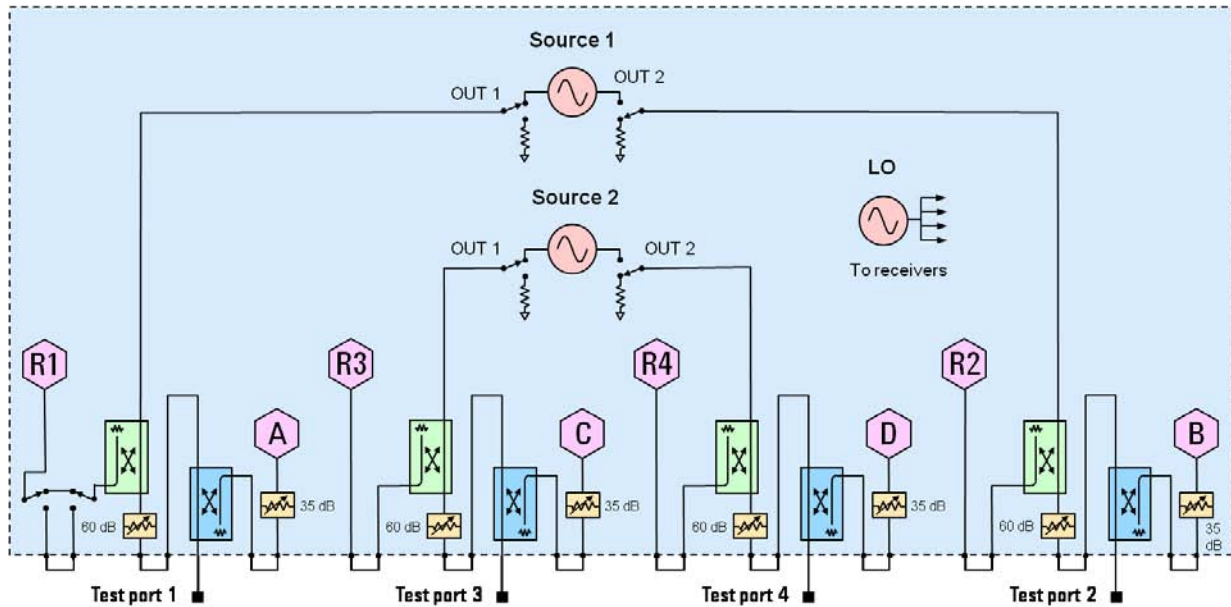 Source 1
OUT 1
OUT 2
LO
Source 2
OUT 1
OUT 2
To receivers
R1
R3
R4
R2
A
C
D
B
60 dB
35 dB
60 dB
35 dB
60 dB
35 dB
60 dB
35
dB
Test port 1
Test port 3
Test port 4
Test port 2